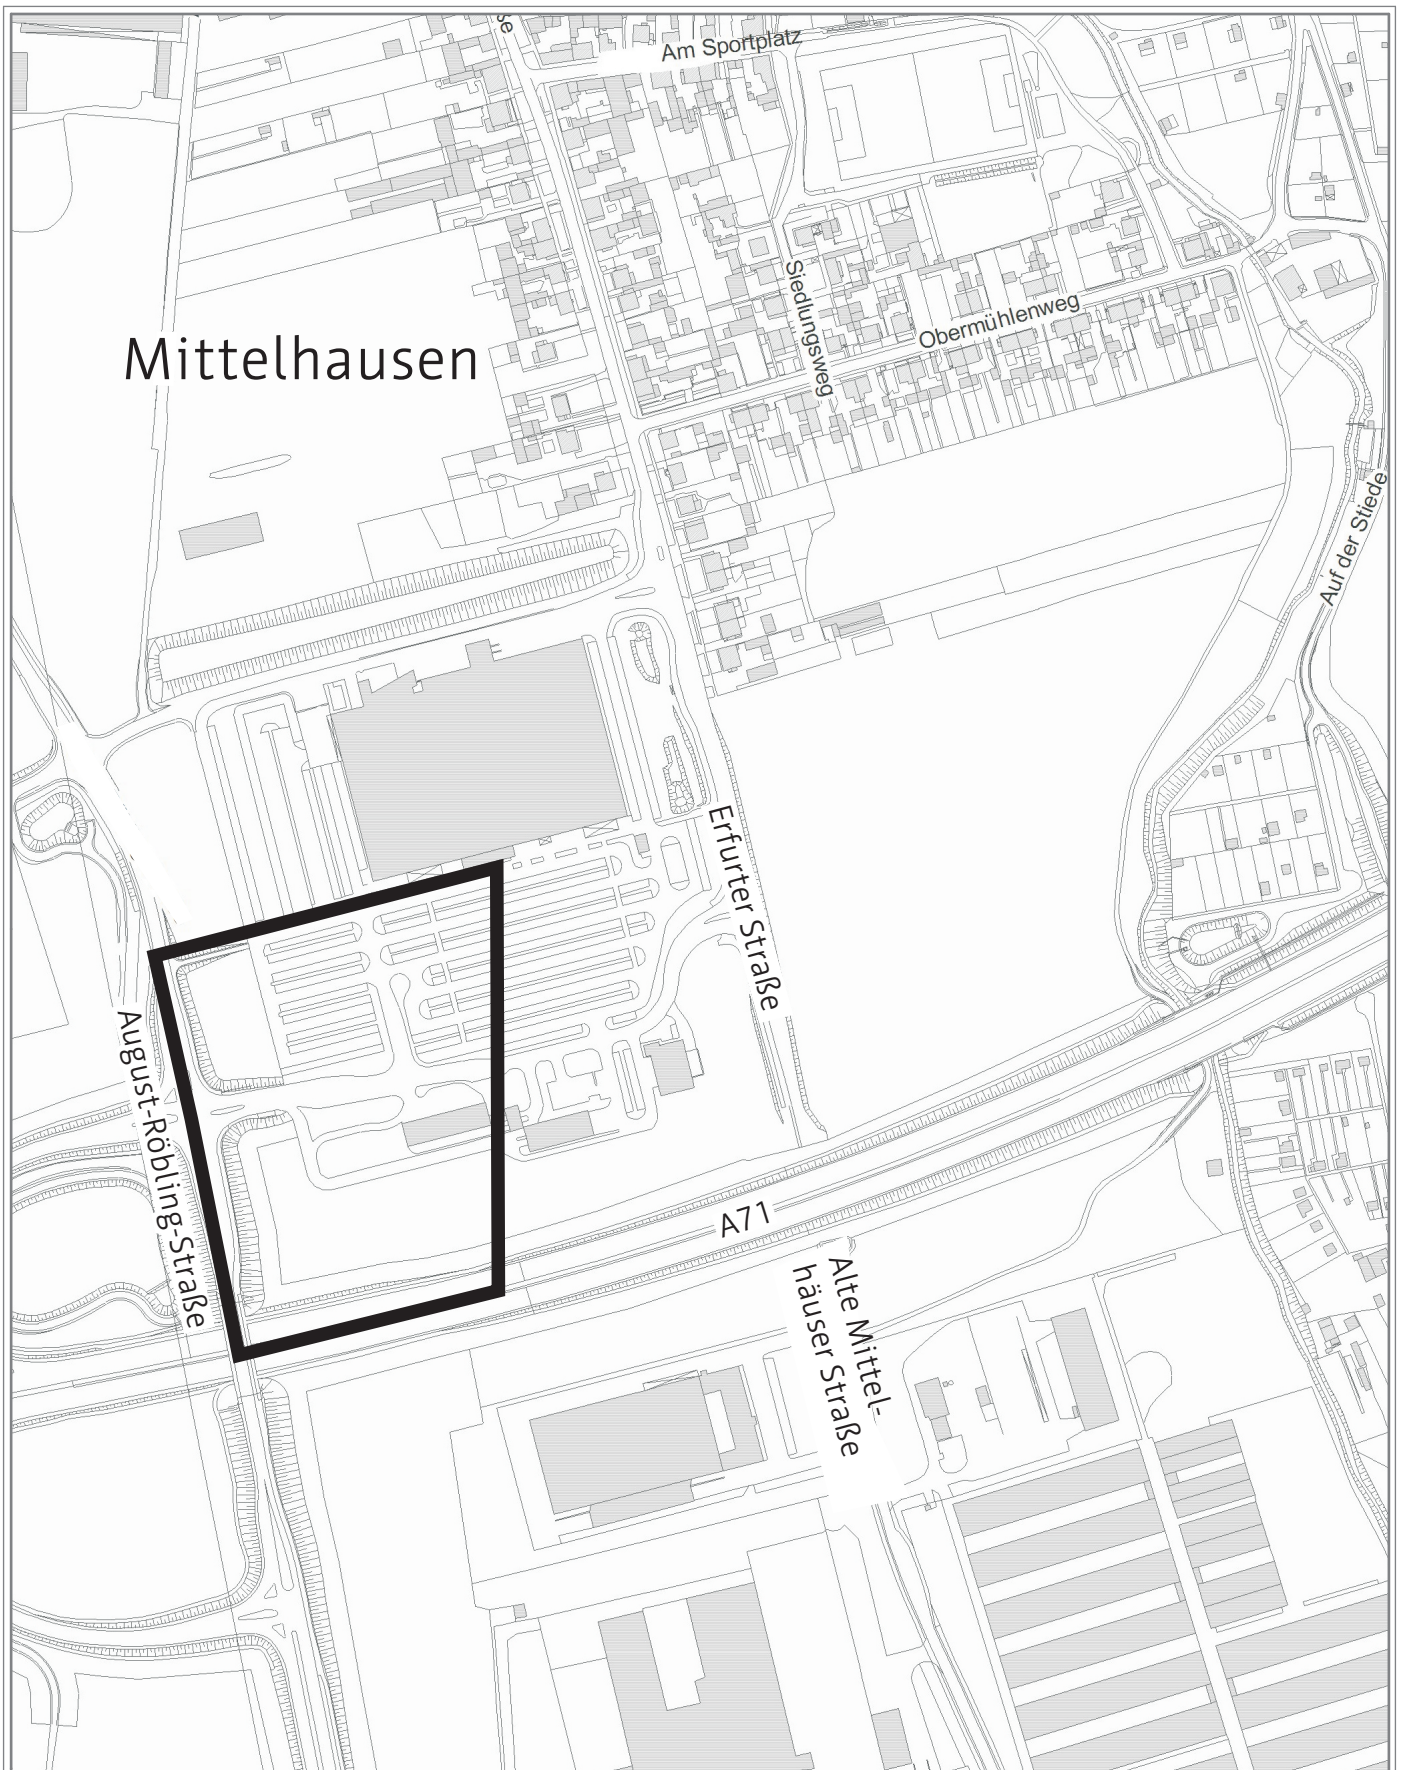 Am Sportplatz
Siedlungsweg
Obermühlenweg
Mittelhausen
Auf der Stiede
Erfurter Straße
August-Röbling-Straße
A71
Alte Mittel-
häuser Straße